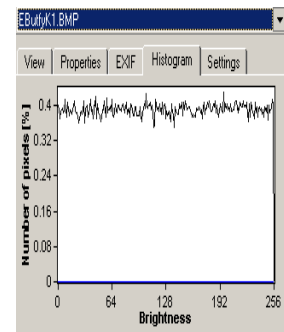 EButfyK1.BMP
View Properties EXIF Histogram Settings
Number of pixels [%]
0.4
0.32
0.24
0.16
0.08
0
0 64 128 192 256
Brightness